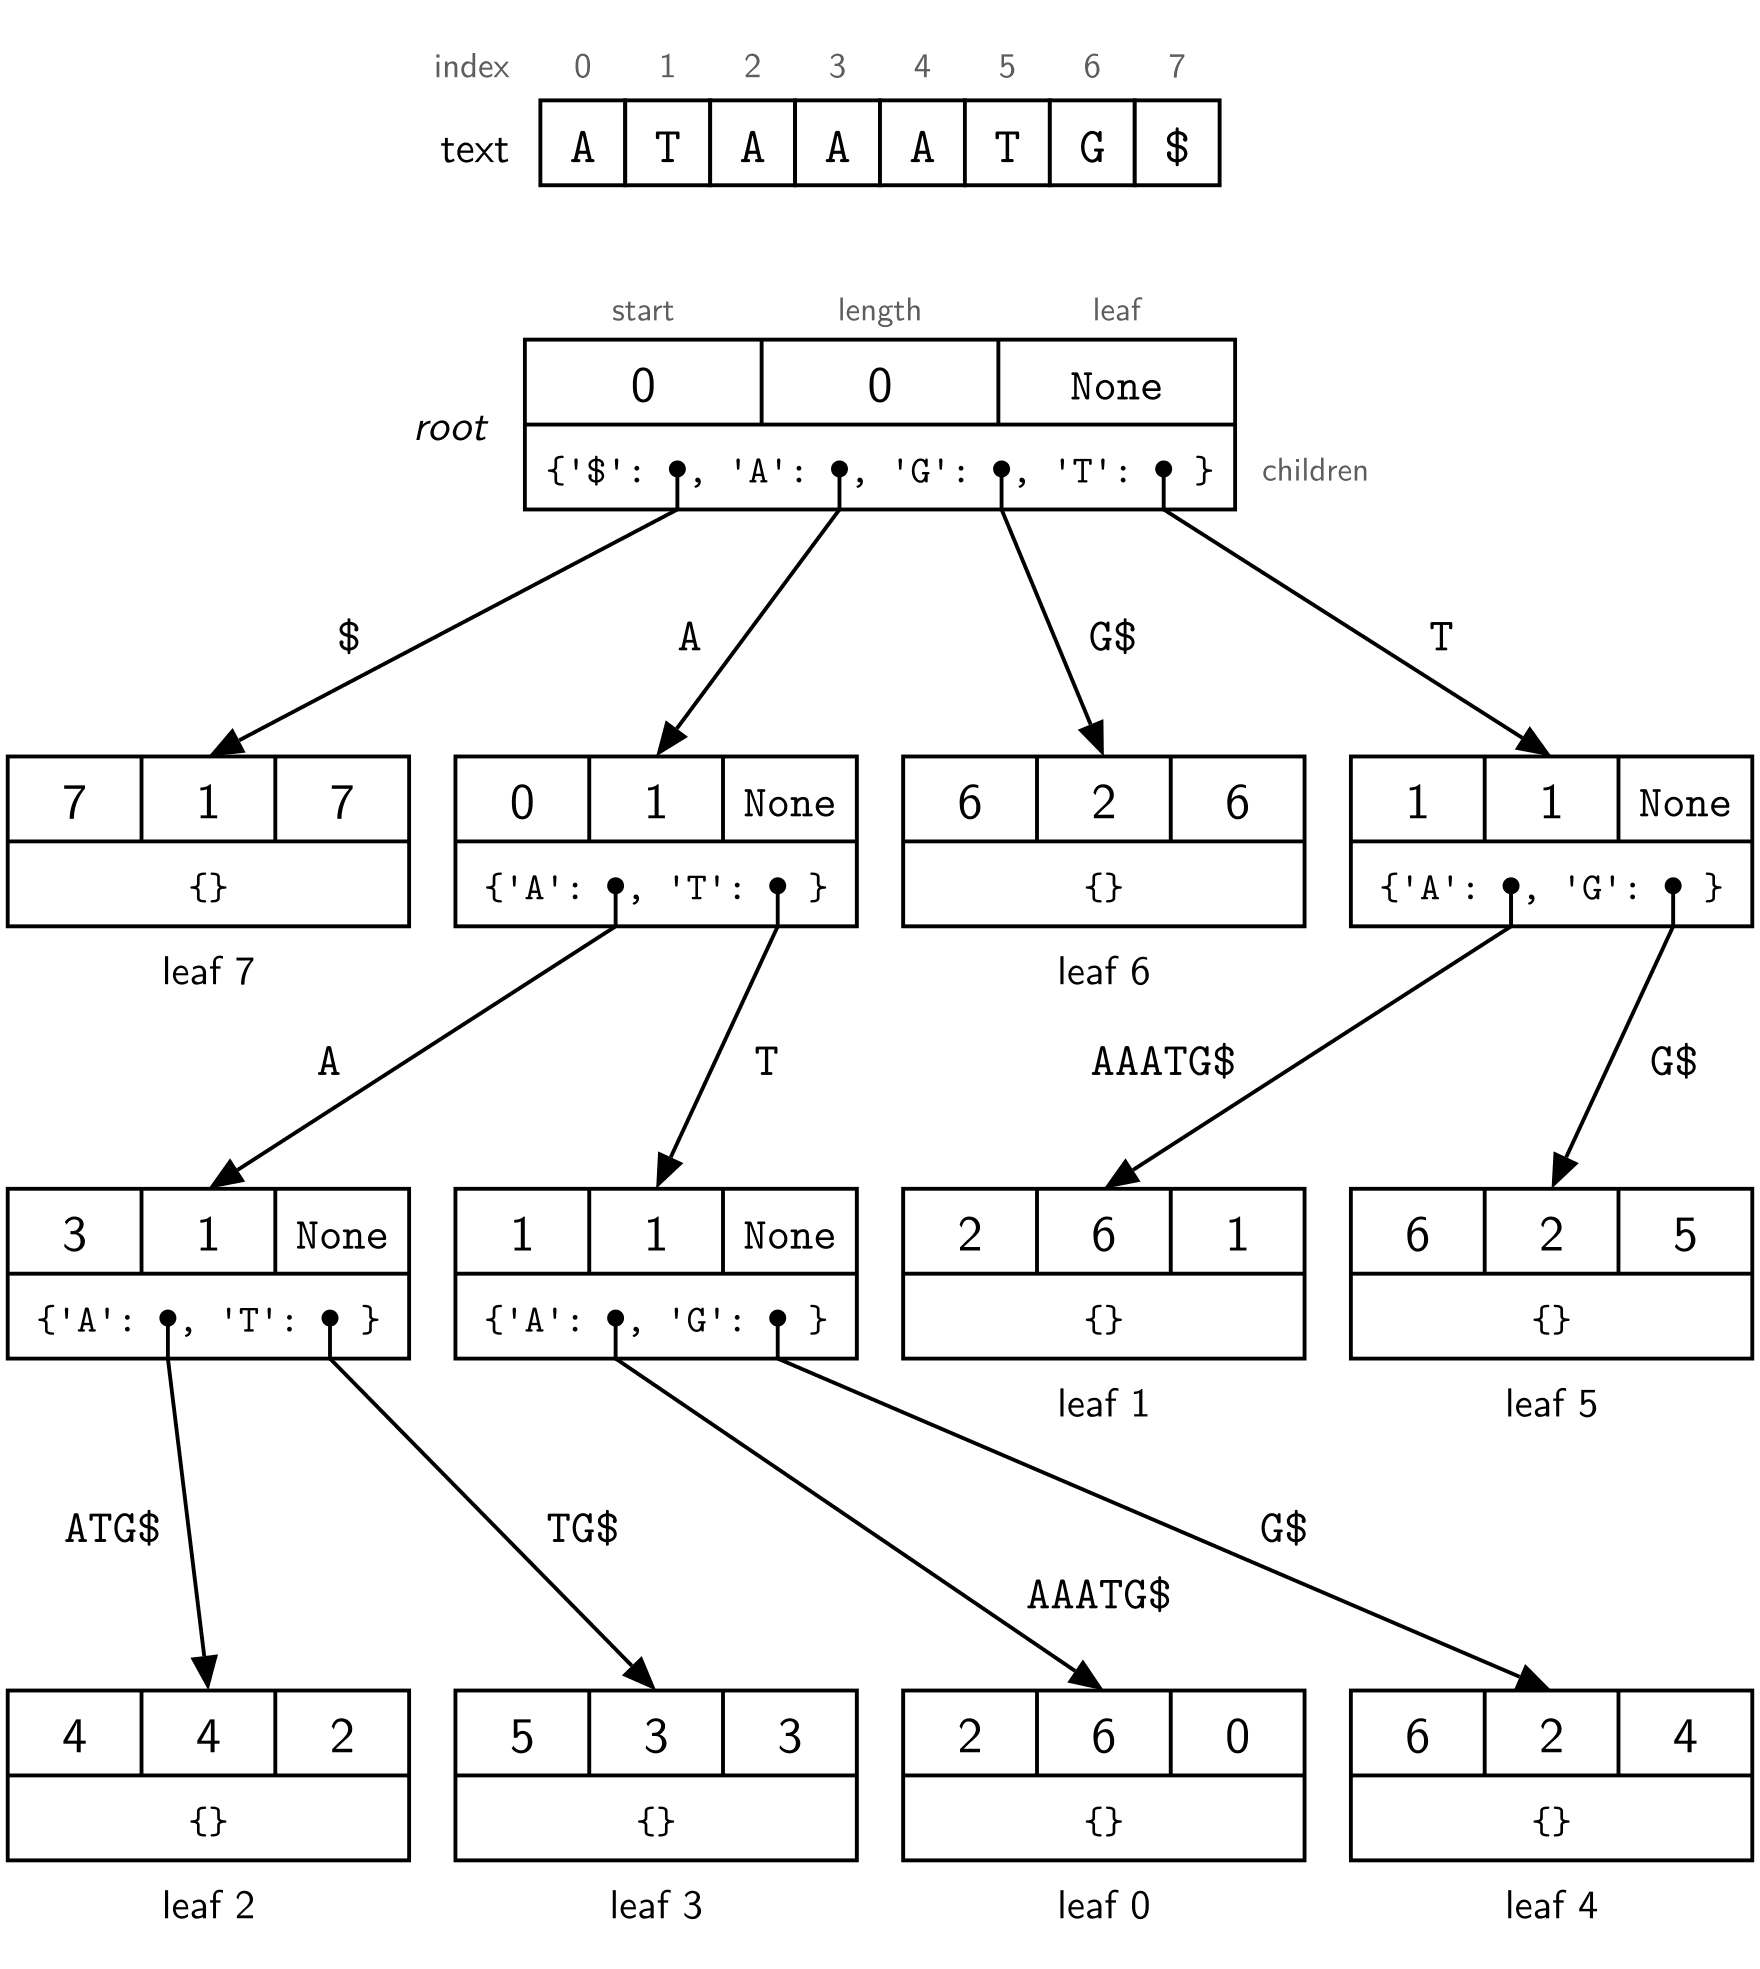 index 0 1 2 3 4 5 6 7
text A T A A A T G $
start length leaf
0 0 None
root
{'$': , 'A': , 'G': , 'T': }
children
$ A G$ T
7 1 7 0 1 None 6 2 6 1 1 None
{} {'A': , 'T': } {} {'A': , 'G': }
leaf 7 leaf 6
A T AAATG$ G$
3 1 None 1 1 None 2 6 1 6 2 5
{'A': , 'T': } {'A': , 'G': } {} {}
leaf 1 leaf 5
ATG$ TG$ G$
AAATG$
4 4 2 5 3 3 2 6 0 6 2 4
{} {} {} {}
leaf 2 leaf 3 leaf 0 leaf 4